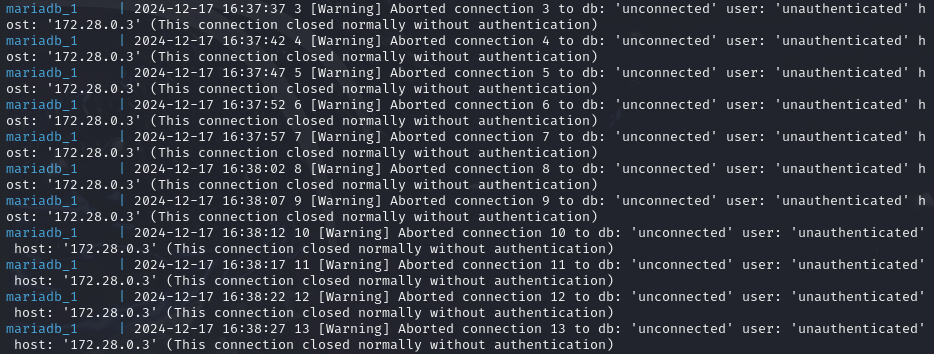 mariadb_1     | 2024-12-17 16:37:37 3 [Warning] Aborted connection 3 to db: 'unconnected' user: 'unauthenticated' h
ost: '172.28.0.3' (This connection closed normally without authentication)
mariadb_1     | 2024-12-17 16:37:42 4 [Warning] Aborted connection 4 to db: 'unconnected' user: 'unauthenticated' h
ost: '172.28.0.3' (This connection closed normally without authentication)
mariadb_1     | 2024-12-17 16:37:47 5 [Warning] Aborted connection 5 to db: 'unconnected' user: 'unauthenticated' h
ost: '172.28.0.3' (This connection closed normally without authentication)
mariadb_1     | 2024-12-17 16:37:52 6 [Warning] Aborted connection 6 to db: 'unconnected' user: 'unauthenticated' h
ost: '172.28.0.3' (This connection closed normally without authentication)
mariadb_1     | 2024-12-17 16:37:57 7 [Warning] Aborted connection 7 to db: 'unconnected' user: 'unauthenticated' h
ost: '172.28.0.3' (This connection closed normally without authentication)
mariadb_1     | 2024-12-17 16:38:02 8 [Warning] Aborted connection 8 to db: 'unconnected' user: 'unauthenticated' h
ost: '172.28.0.3' (This connection closed normally without authentication)
mariadb_1     | 2024-12-17 16:38:07 9 [Warning] Aborted connection 9 to db: 'unconnected' user: 'unauthenticated' h
ost: '172.28.0.3' (This connection closed normally without authentication)
mariadb_1     | 2024-12-17 16:38:12 10 [Warning] Aborted connection 10 to db: 'unconnected' user: 'unauthenticated'
 host: '172.28.0.3' (This connection closed normally without authentication)
mariadb_1     | 2024-12-17 16:38:17 11 [Warning] Aborted connection 11 to db: 'unconnected' user: 'unauthenticated'
 host: '172.28.0.3' (This connection closed normally without authentication)
mariadb_1     | 2024-12-17 16:38:22 12 [Warning] Aborted connection 12 to db: 'unconnected' user: 'unauthenticated'
 host: '172.28.0.3' (This connection closed normally without authentication)
mariadb_1     | 2024-12-17 16:38:27 13 [Warning] Aborted connection 13 to db: 'unconnected' user: 'unauthenticated'
 host: '172.28.0.3' (This connection closed normally without authentication)